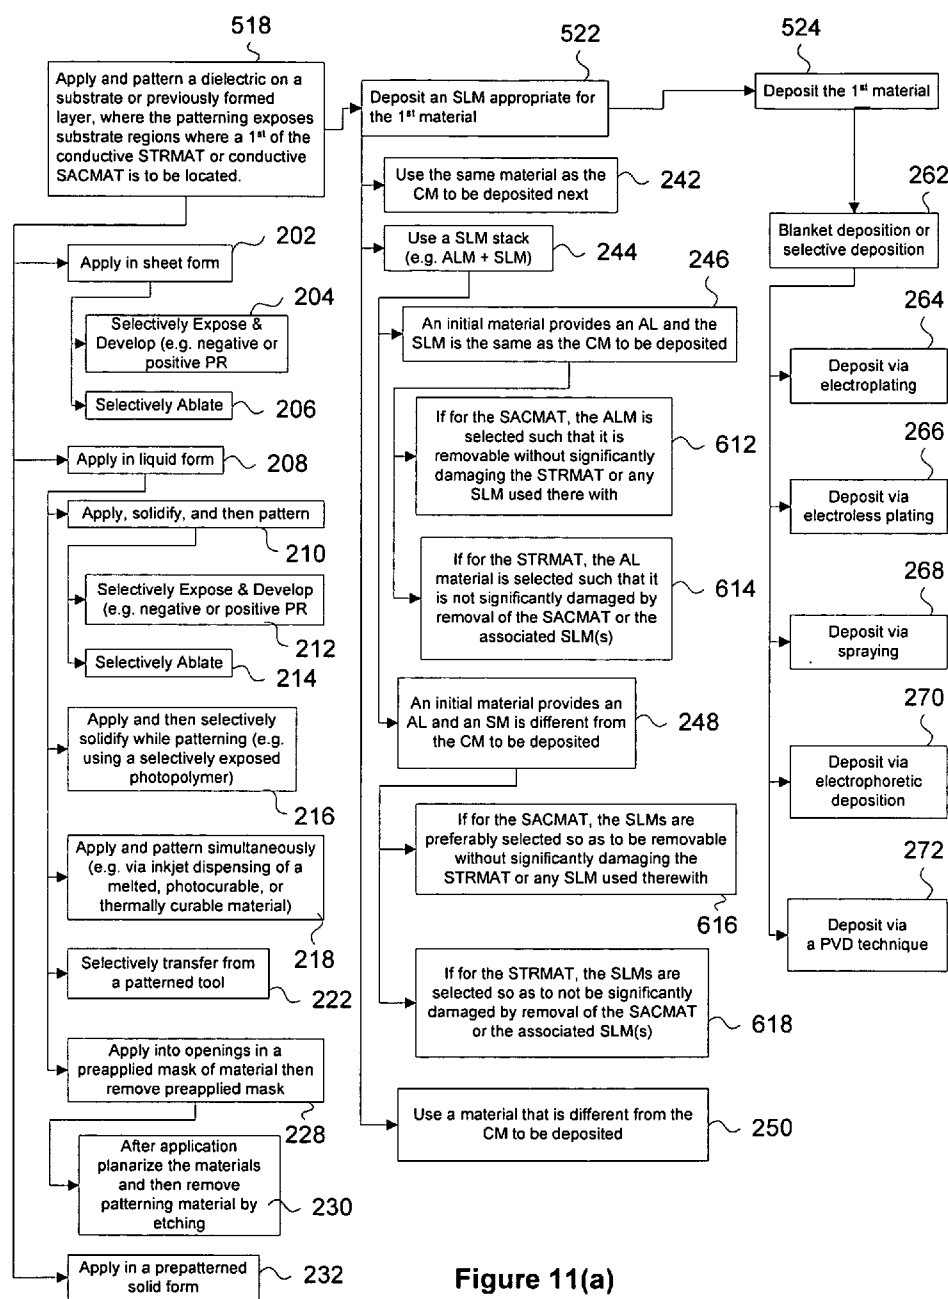 518
Apply and pattern a dielectric on a
substrate or previously formed
layer, where the patterning exposes
substrate regions where a 1st of the
conductive STRMAT or conductive
SACMAT is to be located.
202
Apply in sheet form
204
Selectively Expose &
Develop (e.g. negative or
positive PR
Selectively Ablate
206
Apply in liquid form
208
Apply, solidify, and then pattern
210
Selectively Expose & Develop
(e.g. negative or positive PR
212
Selectively Ablate
214
Apply and then selectively
solidify while patterning (e.g.
using a selectively exposed
photopolymer)
216
Apply and pattern simultaneously
(e.g. via inkjet dispensing of a
melted, photocurable, or
thermally curable material)
218
Selectively transfer from
a patterned tool
222
Apply into openings in a
preapplied mask of material then
remove preapplied mask
228
After application
planarize the materials
and then remove
patterning material by
etching
230
Apply in a prepatterned
solid form
232
522
Deposit an SLM appropriate for
the 1st material
Use the same material as the
CM to be deposited next
242
Use a SLM stack
(e.g. ALM + SLM)
244
246
An initial material provides an AL and the
SLM is the same as the CM to be deposited
If for the SACMAT, the ALM is
selected such that it is
removable without significantly
damaging the STRMAT or any
SLM used there with
612
If for the STRMAT, the AL
material is selected such that it
is not significantly damaged by
removal of the SACMAT or the
associated SLM(s)
614
An initial material provides an
AL and an SM is different from
the CM to be deposited
248
If for the SACMAT, the SLMs are
preferably selected so as to be removable
without significantly damaging the
STRMAT or any SLM used therewith
616
If for the STRMAT, the SLMs are
selected so as to not be significantly
damaged by removal of the SACMAT
or the associated SLM(s)
618
Use a material that is different from the
CM to be deposited
250
524
Deposit the 1st material
262
Blanket deposition or
selective deposition
264
Deposit via
electroplating
266
Deposit via
electroless plating
268
Deposit via
spraying
270
Deposit via
electrophoretic
deposition
272
Deposit via
a PVD technique
Figure 11(a)